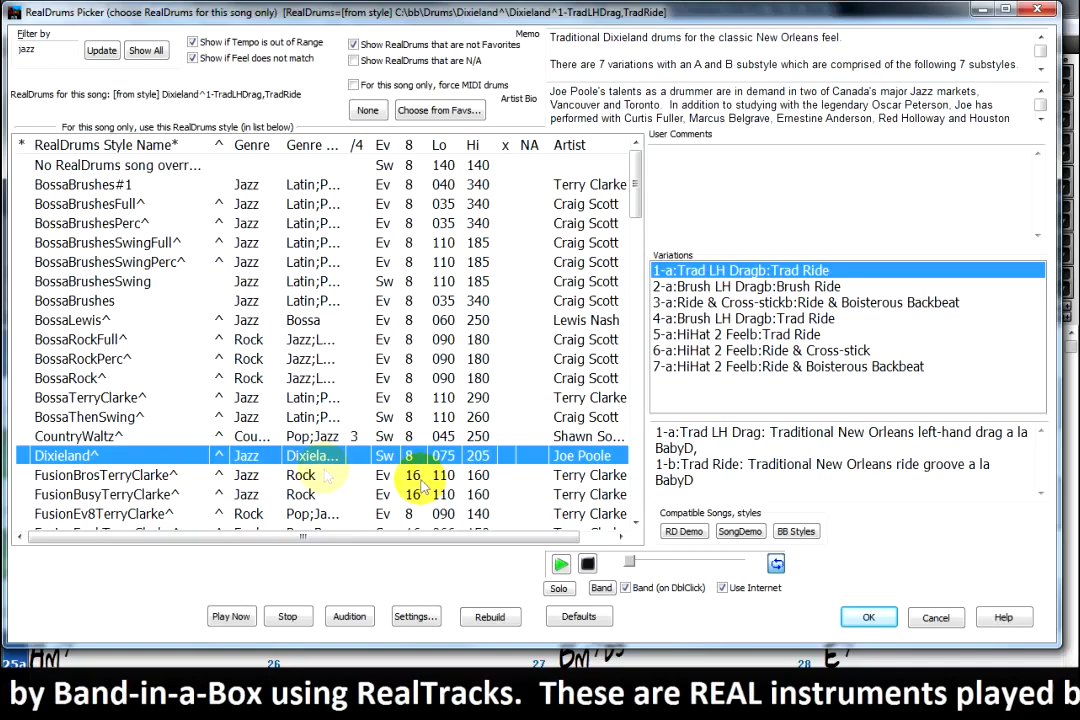 RealDrums Picker (choose RealDrums for this song only)  [RealDrums=[from style] C:\bb\Drums\Dixieland^\Dixieland^1-TradLHDrag,TradRide]
Filter by
jazz
Update
Show All
Show if Tempo is out of Range
Show if Feel does not match
Show RealDrums that are not Favorites
Show RealDrums that are N/A
Memo
RealDrums for this song: [from style] Dixieland^1-TradLHDrag,TradRide
For this song only, force MIDI drums
None
Choose from Favs...
Artist Bio
Traditional Dixieland drums for the classic New Orleans feel.
There are 7 variations with an A and B substyle which are comprised of the following 7 substyles.
Joe Poole's talents as a drummer are in demand in two of Canada's major Jazz markets,
Vancouver and Toronto.  In addition to studying with the legendary Oscar Peterson, Joe has
performed with Curtis Fuller, Marcus Belgrave, Ernestine Anderson, Red Holloway and Houston
For this song only, use this RealDrums style (in list below)
* RealDrums Style Name* ^ Genre Genre ... /4 Ev 8 Lo Hi x NA Artist
No RealDrums song overr... Sw 8 140 140
BossaBrushes#1 Jazz Latin;P... Ev 8 040 340 Terry Clarke
BossaBrushesFull^ ^ Jazz Latin;P... Ev 8 035 340 Craig Scott
BossaBrushesPerc^ ^ Jazz Latin;P... Ev 8 035 340 Craig Scott
BossaBrushesSwingFull^ ^ Jazz Latin;P... Ev 8 110 185 Craig Scott
BossaBrushesSwingPerc^ ^ Jazz Latin;P... Ev 8 110 185 Craig Scott
BossaBrushesSwing Jazz Latin;P... Ev 8 110 185 Craig Scott
BossaBrushes Jazz Latin;P... Ev 8 035 340 Craig Scott
BossaLewis^ ^ Jazz Bossa Ev 8 060 250 Lewis Nash
BossaRockFull^ ^ Rock Jazz;L... Ev 8 090 180 Craig Scott
BossaRockPerc^ ^ Rock Jazz;L... Ev 8 090 180 Craig Scott
BossaRock^ ^ Rock Jazz;L... Ev 8 090 180 Craig Scott
BossaTerryClarke^ ^ Jazz Latin;P... Ev 8 110 290 Terry Clarke
BossaThenSwing^ ^ Jazz Latin;P... Sw 8 110 260 Craig Scott
CountryWaltz^ ^ Cou... Pop;Jazz 3 Sw 8 045 250 Shawn So...
Dixieland^ ^ Jazz Dixiela... Sw 8 075 205 Joe Poole
FusionBrosTerryClarke^ ^ Jazz Rock Ev 16 110 160 Terry Clarke
FusionBusyTerryClarke^ ^ Jazz Rock Ev 16 110 160 Terry Clarke
FusionEv8TerryClarke^ ^ Rock Pop;Ja... Ev 8 090 140 Terry Clarke
User Comments
Variations
1-a:Trad LH Dragb:Trad Ride
2-a:Brush LH Dragb:Brush Ride
3-a:Ride & Cross-stickb:Ride & Boisterous Backbeat
4-a:Brush LH Dragb:Trad Ride
5-a:HiHat 2 Feelb:Trad Ride
6-a:HiHat 2 Feelb:Ride & Cross-stick
7-a:HiHat 2 Feelb:Ride & Boisterous Backbeat
1-a:Trad LH Drag: Traditional New Orleans left-hand drag a la
BabyD,
1-b:Trad Ride: Traditional New Orleans ride groove a la
BabyD
Compatible Songs, styles
RD Demo
SongDemo
BB Styles
Solo
Band
Band (on DblClick)
Use Internet
Play Now
Stop
Audition
Settings...
Rebuild
Defaults
OK
Cancel
Help
25a
26
27
28
by Band-in-a-Box using RealTracks.  These are REAL instruments played b